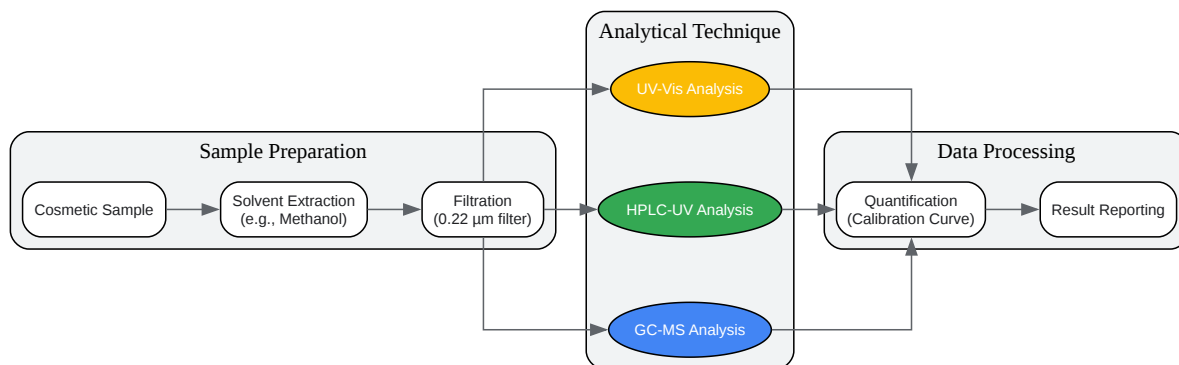 Sample Preparation
Cosmetic Sample
Solvent Extraction
(e.g., Methanol)
Filtration
(0.22 µm filter)
Analytical Technique
UV-Vis Analysis
HPLC-UV Analysis
GC-MS Analysis
Data Processing
Quantification
(Calibration Curve)
Result Reporting